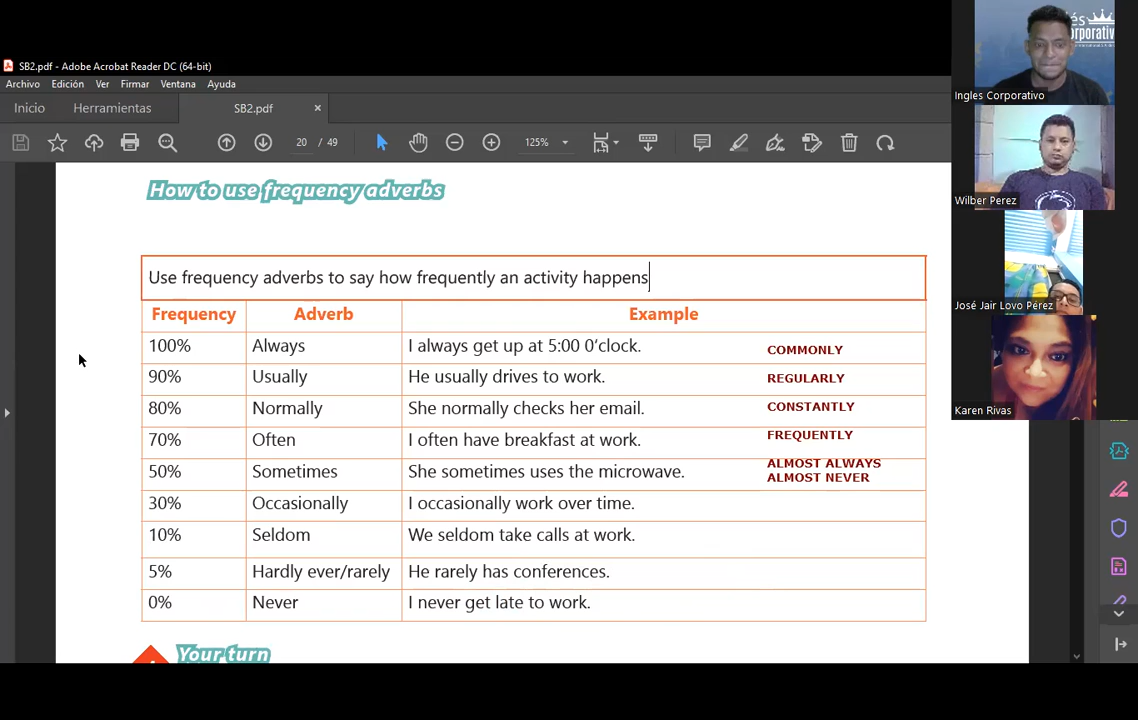 SB2.pdf - Adobe Acrobat Reader DC (64-bit)
Archivo Edición Ver Firmar Ventana Ayuda
Inicio Herramientas SB2.pdf ×
20 / 49 125%
How to use frequency adverbs
Use frequency adverbs to say how frequently an activity happens
Frequency Adverb Example
100% Always I always get up at 5:00 0‘clock. COMMONLY
90% Usually He usually drives to work. REGULARLY
80% Normally She normally checks her email. CONSTANTLY
70% Often I often have breakfast at work. FREQUENTLY
50% Sometimes She sometimes uses the microwave. ALMOST ALWAYS
ALMOST NEVER
30% Occasionally I occasionally work over time.
10% Seldom We seldom take calls at work.
5% Hardly ever/rarely He rarely has conferences.
0% Never I never get late to work.
Your turn
és
orporativ
Ingles Corporativo
Wilber Perez
José Jair Lovo Pérez
Karen Rivas